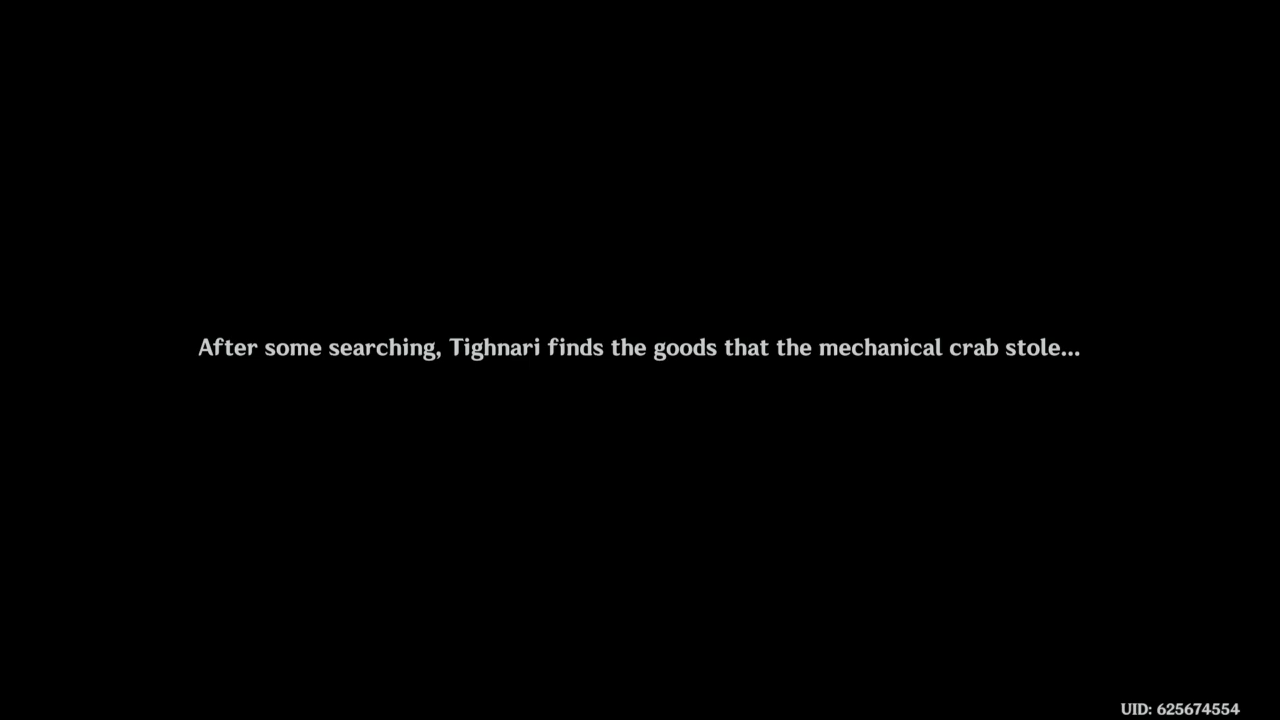 After some searching, Tighnari finds the goods that the mechanical crab stole...
UID: 625674554